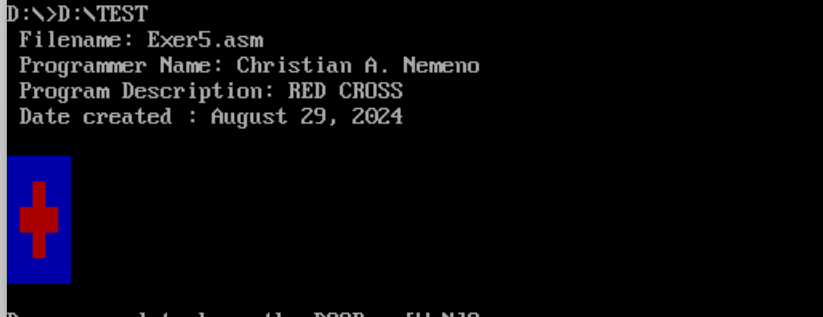 D:\>D:\TEST
Filename: Exer5.asm
Programmer Name: Christian A. Nemeno
Program Description: RED CROSS
Date created : August 29, 2024